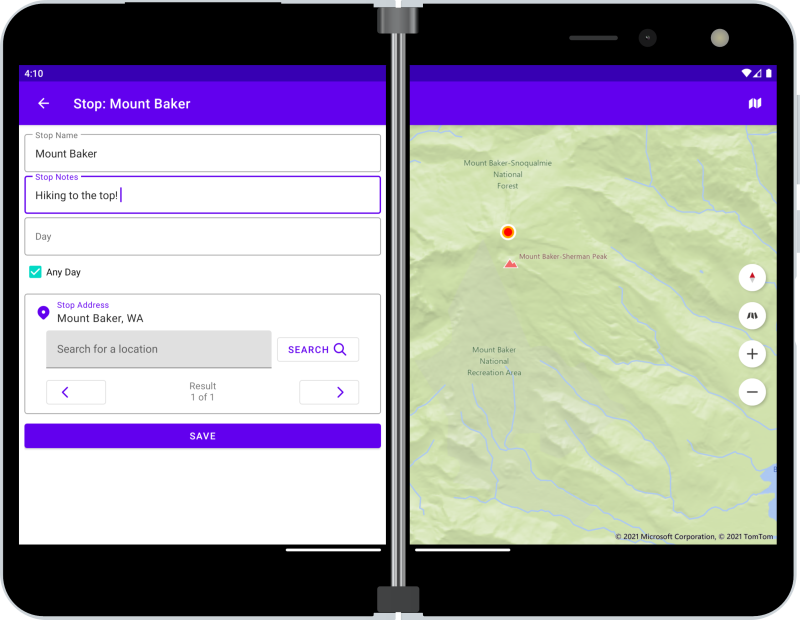 4:10
Stop: Mount Baker
Stop Name
Mount Baker
Stop Notes
Hiking to the top!
Day
Any Day
Stop Address
Mount Baker, WA
Search for a location
SEARCH
Result
1 of 1
SAVE
Mount Baker-Snoqualmie
National
Forest
Mount Baker-Sherman Peak
Mount Baker
National
Recreation Area
© 2021 Microsoft Corporation, © 2021 TomTom